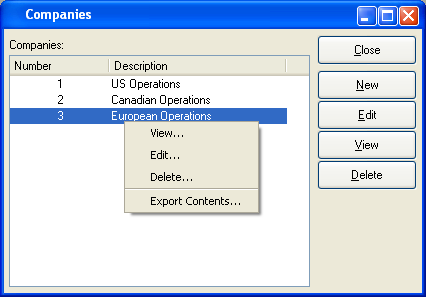 Companies
Companies:
Close
Number Description
1 US Operations
New
2 Canadian Operations
3 European Operations
Edit
View...
Edit...
View
Delete...
Delete
Export Contents...